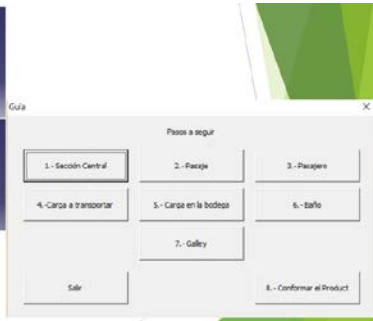 Guía
Pasos a seguir
1.- Sección Central
2.- Pasaje
3.- Pasajero
4.-Carga a transportar
5.- Carga en la bodega
6.- Baño
7.- Galley
Salir
8.- Conformar el Product